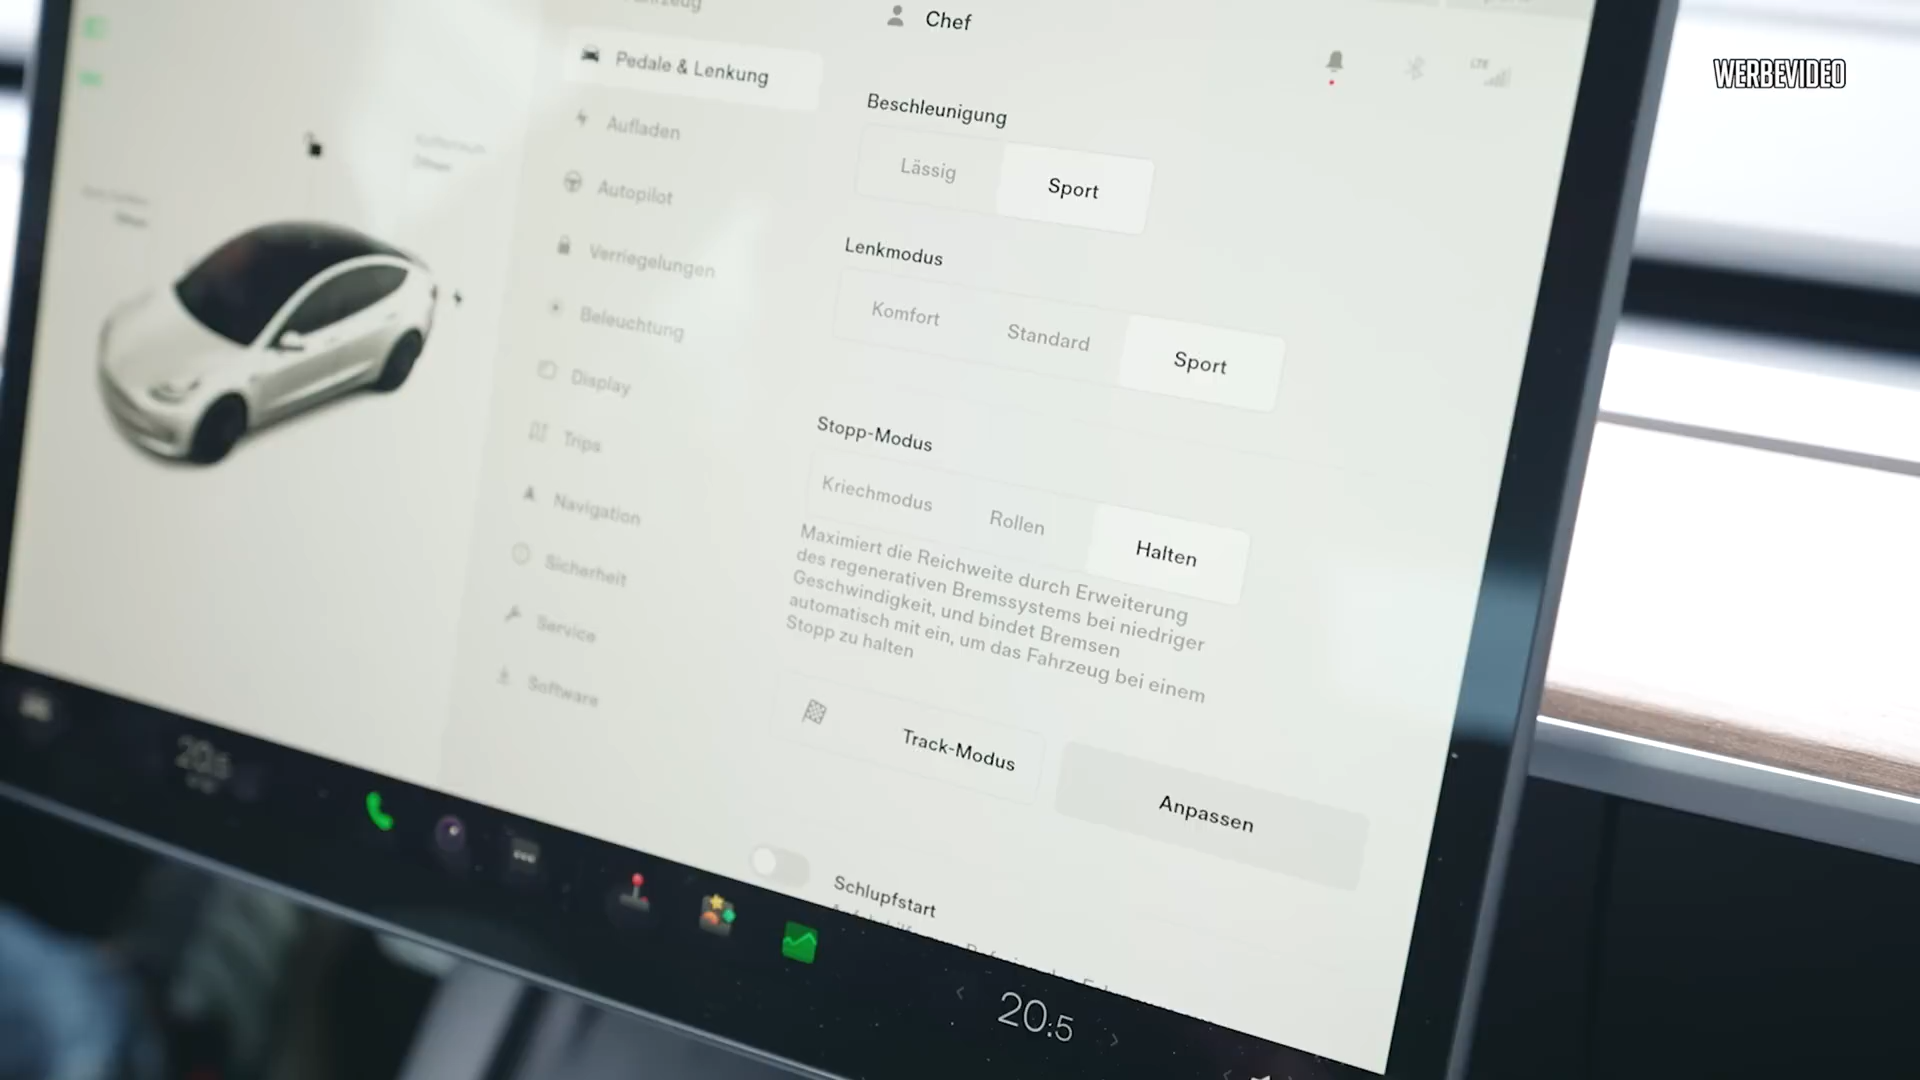 WERBEVIDEO
Chef
LTE
Pedale & Lenkung
Aufladen
Autopilot
Verriegelungen
Beleuchtung
Display
Trips
Navigation
Sicherheit
Service
Software
Beschleunigung
Lässig
Sport
Lenkmodus
Komfort
Standard
Sport
Stopp-Modus
Kriechmodus
Rollen
Halten
Maximiert die Reichweite durch Erweiterung
des regenerativen Bremssystems bei niedriger
Geschwindigkeit, und bindet Bremsen
automatisch mit ein, um das Fahrzeug bei einem
Stopp zu halten
Track-Modus
Anpassen
Schlupfstart
20.5
20.5